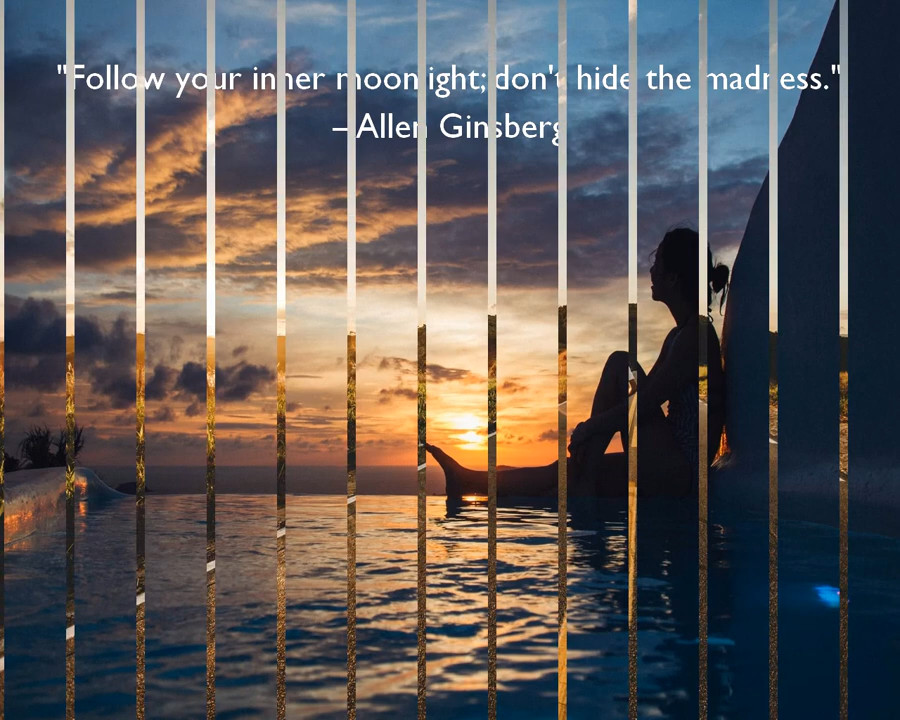 "Follow your inner moonlight; don't hide the madness."
– Allen Ginsberg